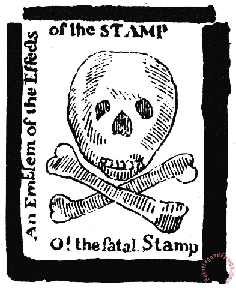 An Emblem of the Effects
of the STAMP
O! the fatal Stamp